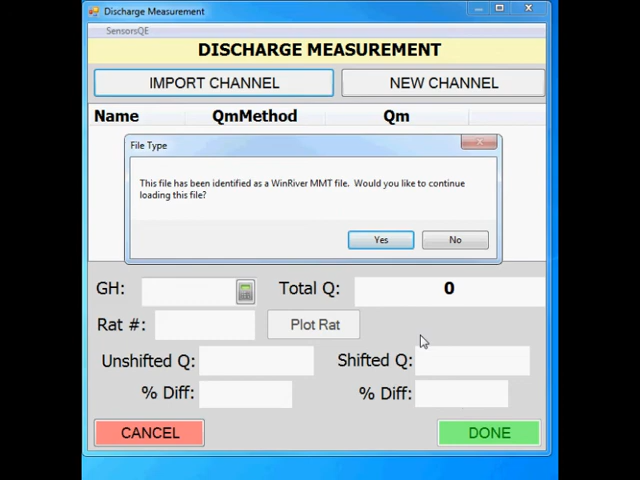 Discharge Measurement
SensorsQE
DISCHARGE MEASUREMENT
IMPORT CHANNEL NEW CHANNEL
Name QmMethod Qm
File Type
This file has been identified as a WinRiver MMT file. Would you like to continue
loading this file?
Yes No
GH: Total Q: 0
Rat #: Plot Rat
Unshifted Q: Shifted Q:
% Diff: % Diff:
CANCEL DONE